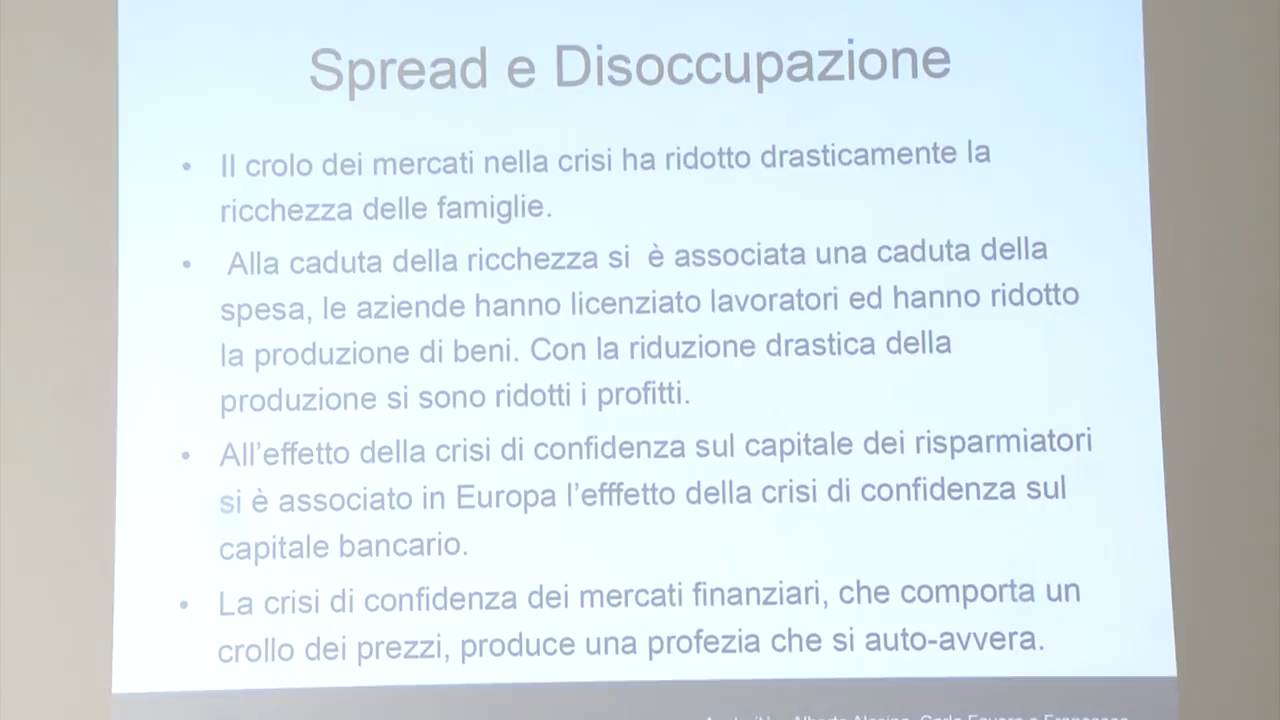 Spread e Disoccupazione
• Il crolo dei mercati nella crisi ha ridotto drasticamente la
ricchezza delle famiglie.
• Alla caduta della ricchezza si è associata una caduta della
spesa, le aziende hanno licenziato lavoratori ed hanno ridotto
la produzione di beni. Con la riduzione drastica della
produzione si sono ridotti i profitti.
• All'effetto della crisi di confidenza sul capitale dei risparmiatori
si è associato in Europa l'efffetto della crisi di confidenza sul
capitale bancario.
• La crisi di confidenza dei mercati finanziari, che comporta un
crollo dei prezzi, produce una profezia che si auto-avvera.